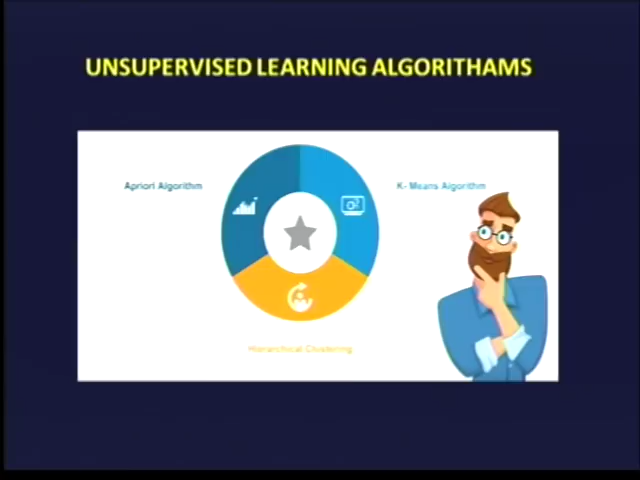 UNSUPERVISED LEARNING ALGORITHAMS
Apriori Algorithm
K- Means Algorithm
Hierarchical Clustering